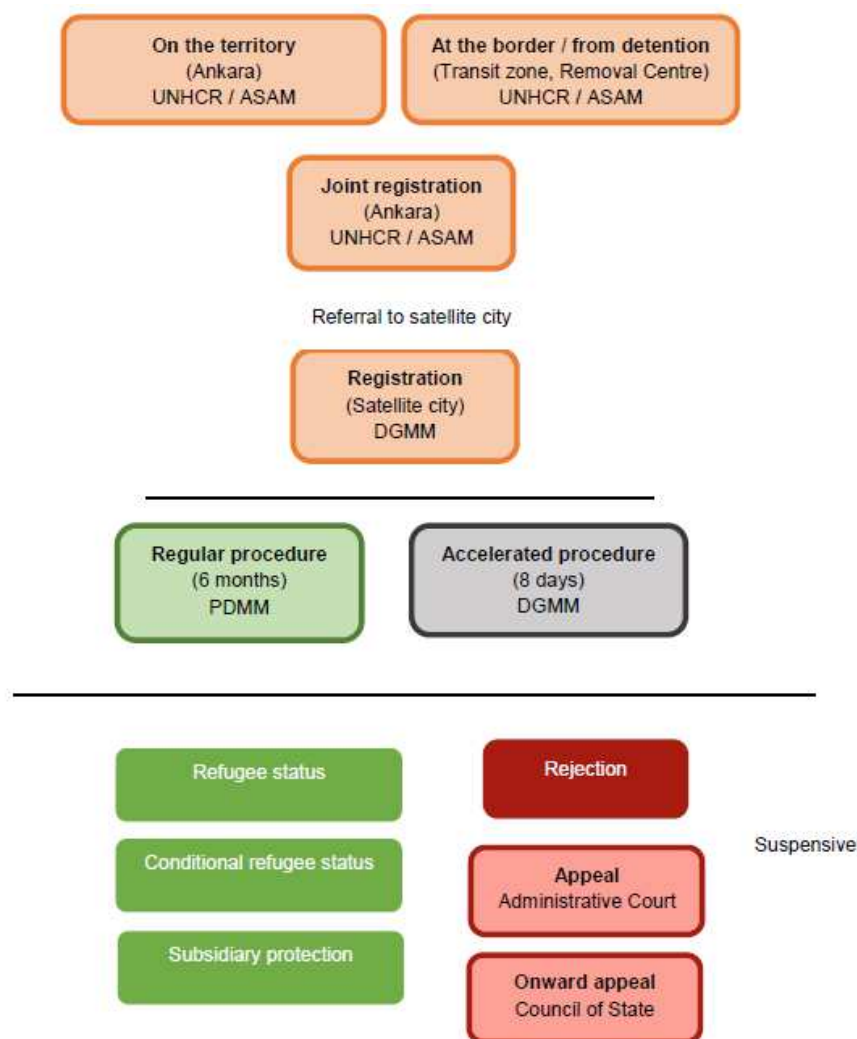 On the territory
(Ankara)
UNHCR / ASAM
At the border / from detention
(Transit zone, Removal Centre)
UNHCR / ASAM
Joint registration
(Ankara)
UNHCR / ASAM
Referral to satellite city
Registration
(Satellite city)
DGMM
Regular procedure
(6 months)
PDMM
Accelerated procedure
(8 days)
DGMM
Refugee status
Conditional refugee status
Subsidiary protection
Rejection
Suspensive
Appeal
Administrative Court
Onward appeal
Council of State